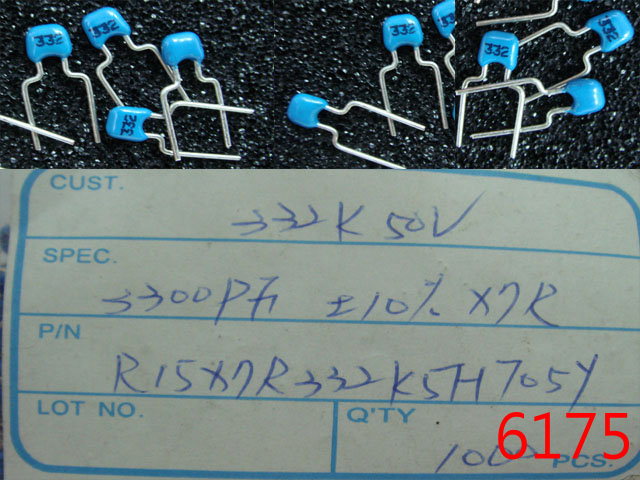 332
332
332
332
332
332
CUST.
332K 50V
SPEC.
3300PF ±10% X7R
P/N
R15X7R332K5H705Y
LOT NO.
Q'TY
1000 PCS.
6175